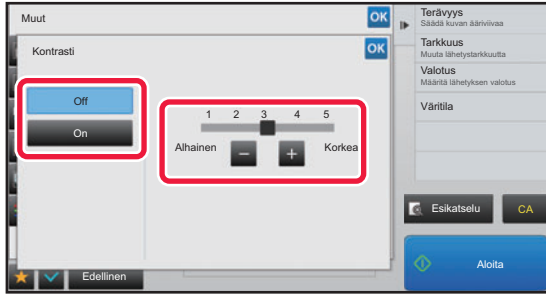 Muut
OK
Kontrasti
OK
Off
On
1 2 3 4 5
Alhainen
−
+
Korkea
Edellinen
Terävyys
Säädä kuvan ääriviivaa
Tarkkuus
Muuta lähetystarkkuutta
Valotus
Määritä lähetyksen valotus
Väritila
Esikatselu
CA
Aloita